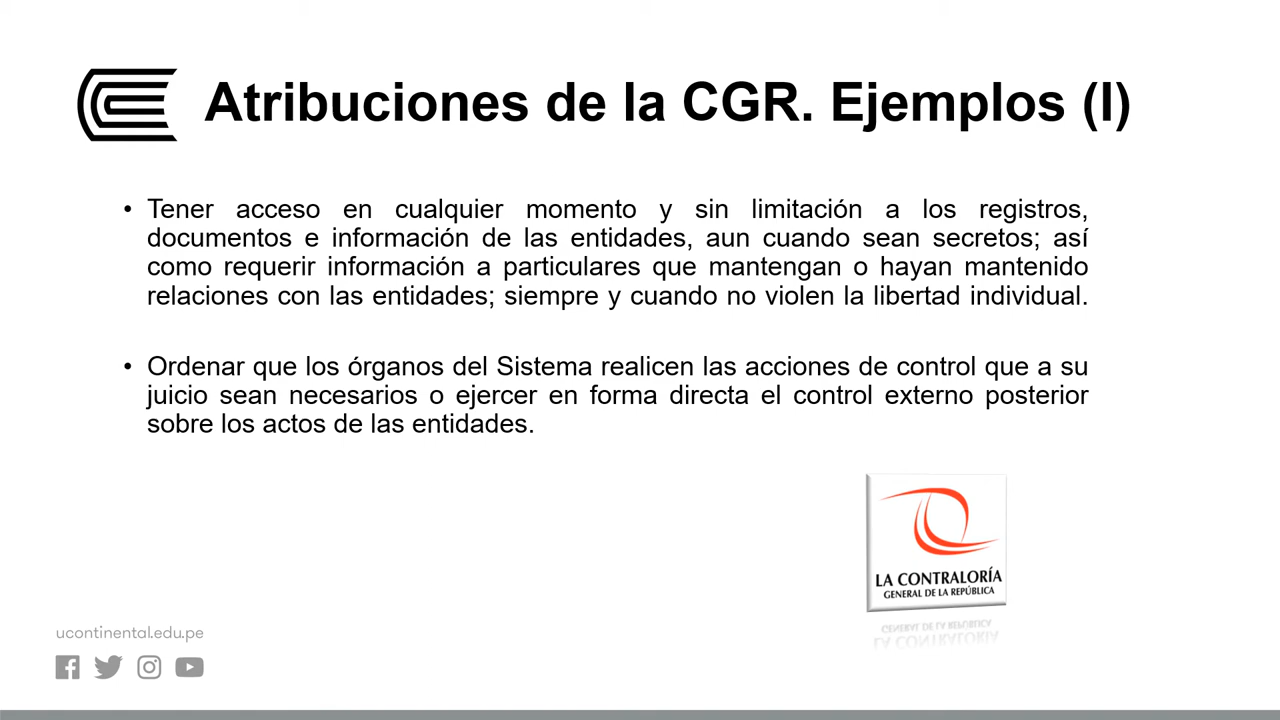 Atribuciones de la CGR. Ejemplos (I)
• Tener acceso en cualquier momento y sin limitación a los registros,
documentos e información de las entidades, aun cuando sean secretos; así
como requerir información a particulares que mantengan o hayan mantenido
relaciones con las entidades; siempre y cuando no violen la libertad individual.
• Ordenar que los órganos del Sistema realicen las acciones de control que a su
juicio sean necesarios o ejercer en forma directa el control externo posterior
sobre los actos de las entidades.
LA CONTRALORÍA
GENERAL DE LA REPÚBLICA
ucontinental.edu.pe